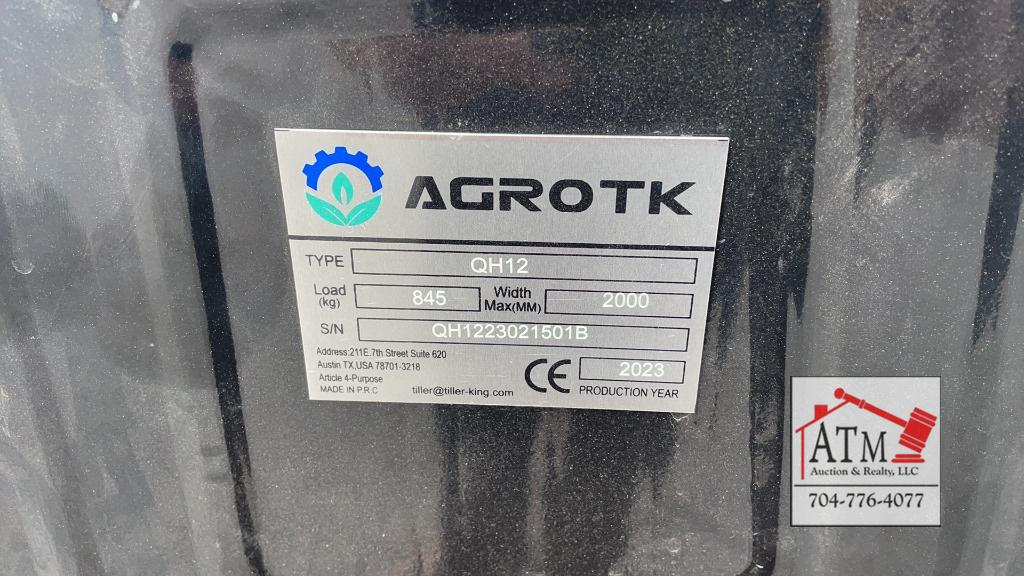 AGROTK
TYPE QH12
Load (kg) 845 Width Max(MM) 2000
S/N QH1223021501B
Address:211E.7th Street Suite 620
Austin TX,USA 78701-3218
Article 4-Purpose
MADE IN P.R.C
tiller@tiller-king.com
CE
2023
PRODUCTION YEAR
ATM
Auction & Realty, LLC
704-776-4077